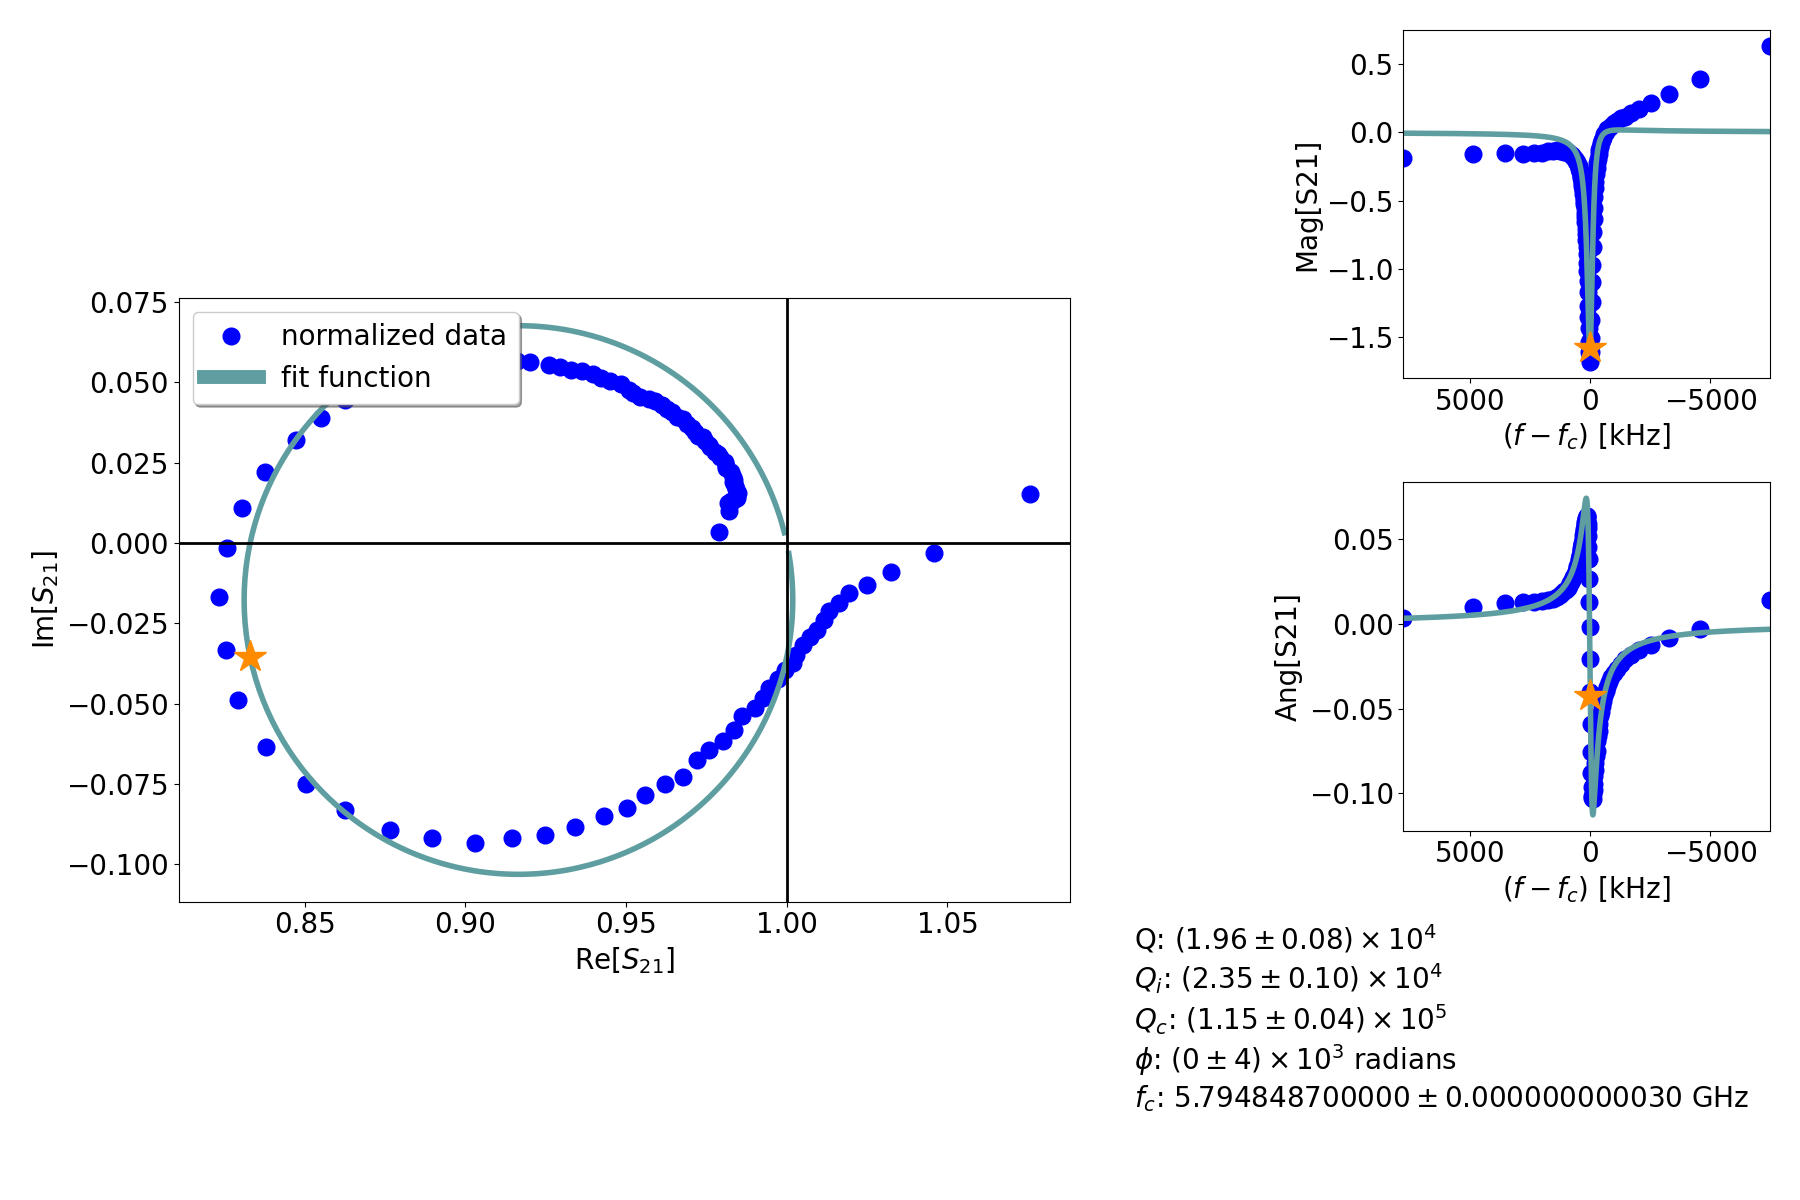 normalized data
fit function
0.075
0.050
0.025
0.000
−0.025
−0.050
−0.075
−0.100
Im[S21]
0.85 0.90 0.95 1.00 1.05
Re[S21]
0.5
0.0
−0.5
−1.0
−1.5
Mag[S21]
5000 0 −5000
(f − fc) [kHz]
0.05
0.00
−0.05
−0.10
Ang[S21]
5000 0 −5000
(f − fc) [kHz]
Q: (1.96 ± 0.08) × 10^4
Qi: (2.35 ± 0.10) × 10^4
Qc: (1.15 ± 0.04) × 10^5
ϕ: (0 ± 4) × 10^3 radians
fc: 5.794848700000 ± 0.000000000030 GHz